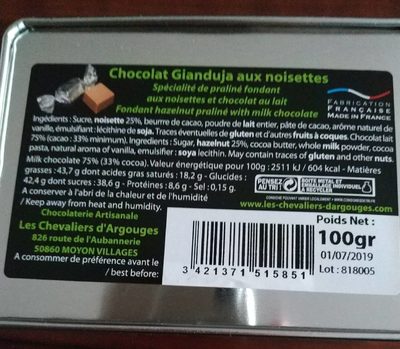 Chocolat Gianduja aux noisettes
Spécialité de praliné fondant
aux noisettes et chocolat au lait
Fondant hazelnut praliné with milk chocolate
FABRICATION
FRANÇAISE
MADE IN FRANCE
Ingrédients : Sucre, noisette 25%, beurre de cacao, poudre de lait entier, pâte de cacao, arôme naturel de
vanille, émulsifiant : lécithine de soja. Traces éventuelles de gluten et d'autres fruits à coques. Chocolat lait
75% (cacao : 33% minimum). Ingredients : Sugar, hazelnut 25%, cocoa butter, whole milk powder, cocoa
pasta, natural aroma of vanilla, emulsifier : soya lecithin. May contain traces of gluten and other nuts.
Milk chocolate 75% (33% cocoa). Valeur énergétique pour 100g : 2511 kJ / 604 kcal - Matières
grasses : 43,7 g dont acides gras saturés : 18,2 g - Glucides :
42,4 g dont sucres : 38,6 g - Protéines : 8,6 g - Sel : 0,15 g.
A conserver à l'abri de la chaleur et de l'humidité
/ Keep away from heat and humidity.
PENSEZ
AU TRI !
BOITE METAL ET
EMBALLAGE INDIVIDUEL
À RECYCLER
www.les-chevaliers-dargouges.com
Chocolaterie Artisanale
Les Chevaliers d'Argouges
826 route de l'Aubannerie
50860 MOYON VILLAGES
A consommer de préférence avant le
/ best before:
Poids Net :
100gr
01/07/2019
Lot : 818005
3 421371 515851